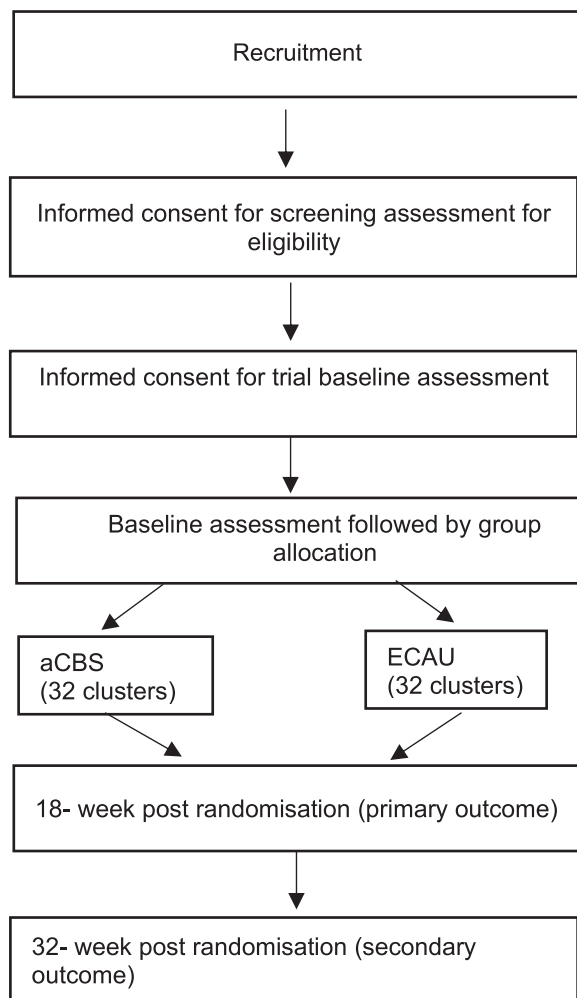 Recruitment
Informed consent for screening assessment for
eligibility
Informed consent for trial baseline assessment
Baseline assessment followed by group
allocation
aCBS
(32 clusters)
ECAU
(32 clusters)
18- week post randomisation (primary outcome)
32- week post randomisation (secondary
outcome)